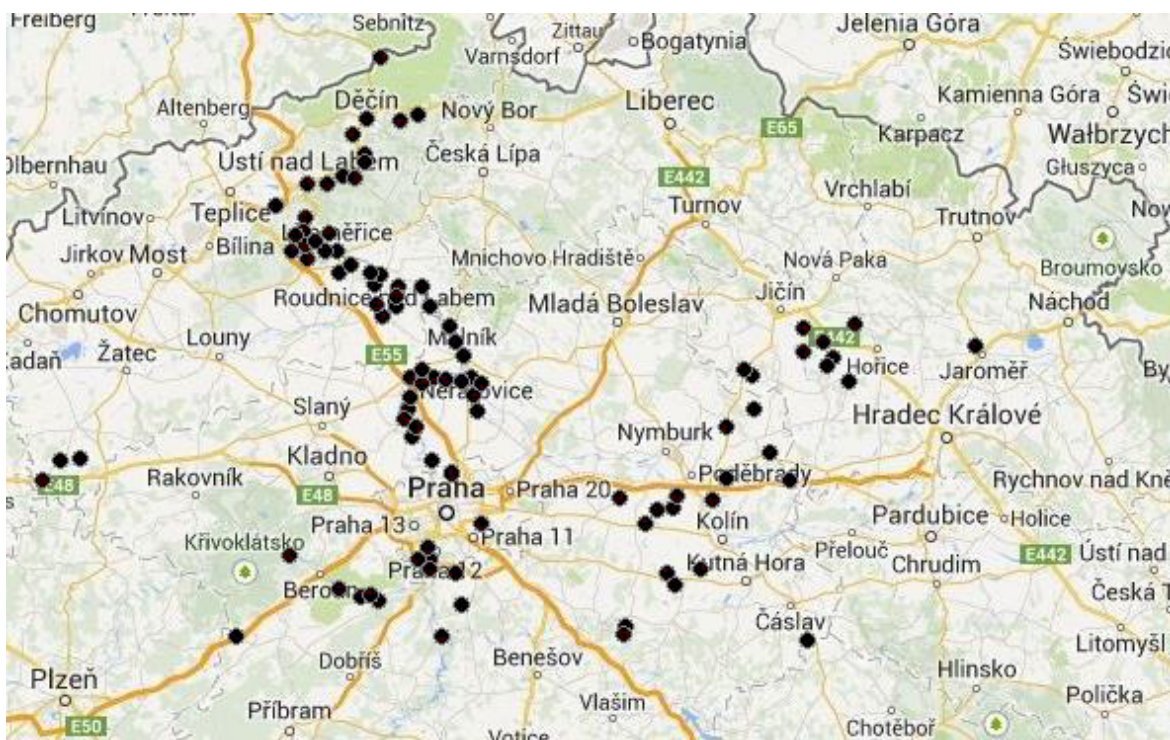 Freiberg
Sebnitz
Zittau
Bogatynia
Jelenia Góra
Varnsdorf
Świebodzic
Altenberg
Děčín
Nový Bor
Liberec
Kamienna Góra
E65
Karpacz
Wałbrzych
Olbernhau
Ústí nad Labem
Česká Lípa
Głuszyca
E442
Vrchlabí
Litvínov
Teplice
Turnov
Trutnov
Bílina
Jirkov
Most
Mnichovo Hradiště
Nová Paka
Broumovsko
Chomutov
Roudnice nad Labem
Mladá Boleslav
Jičín
Náchod
Louny
Mělník
E442
Žatec
E55
Hořice
Jaroměř
Slaný
Hradec Králové
Nymburk
Kladno
Poděbrady
E48
Rakovník
Rychnov nad Kně
E48
Praha
Praha 20
Praha 13
Praha 11
Kolín
Pardubice
Holice
Křivoklátsko
Přelouč
E442
Ústí nad
Praha 12
Kutná Hora
Chrudim
Beroun
Česká T
Čáslav
Litomyšl
Dobříš
Benešov
Hlinsko
Plzeň
Polička
Příbram
Vlašim
E50
Votice
Chotěboř